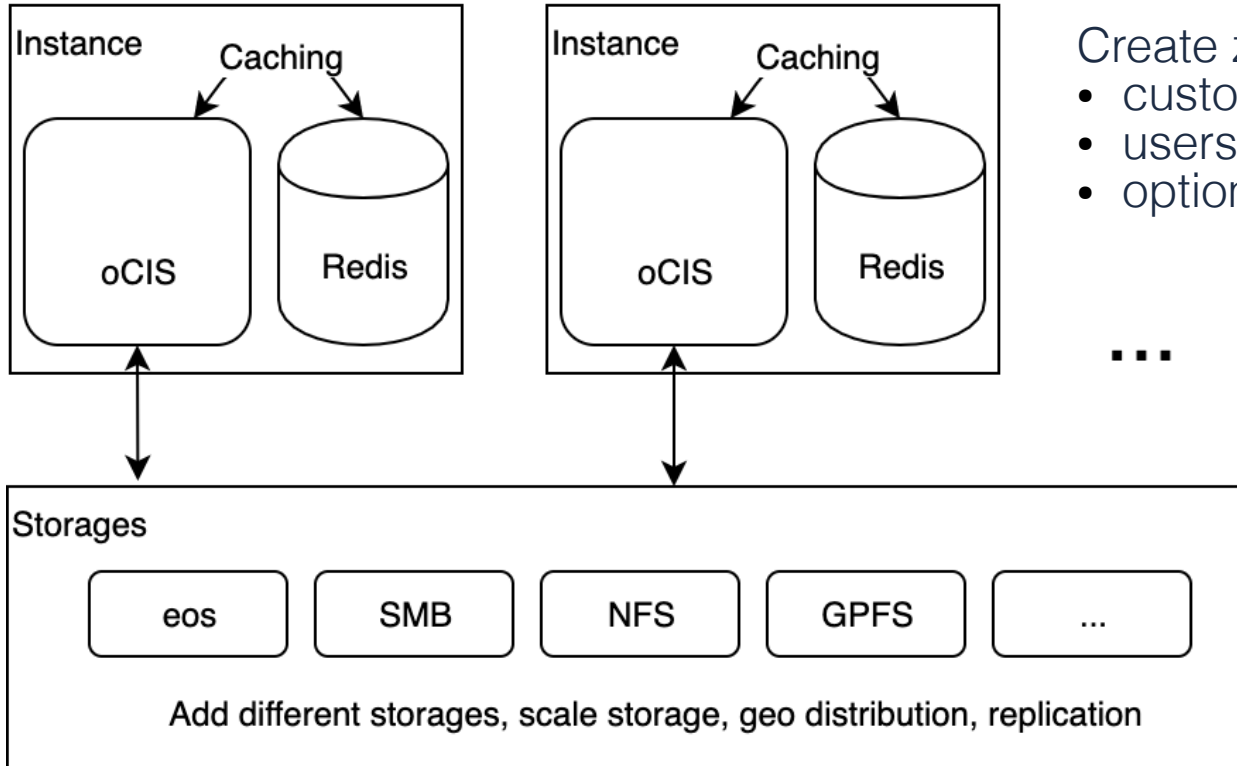 Instance
Caching
oCIS
Redis
Instance
Caching
oCIS
Redis
Create
•
• users
•
...
Storages
eos
SMB
NFS
GPFS
...
Add different storages, scale storage, geo distribution, replication